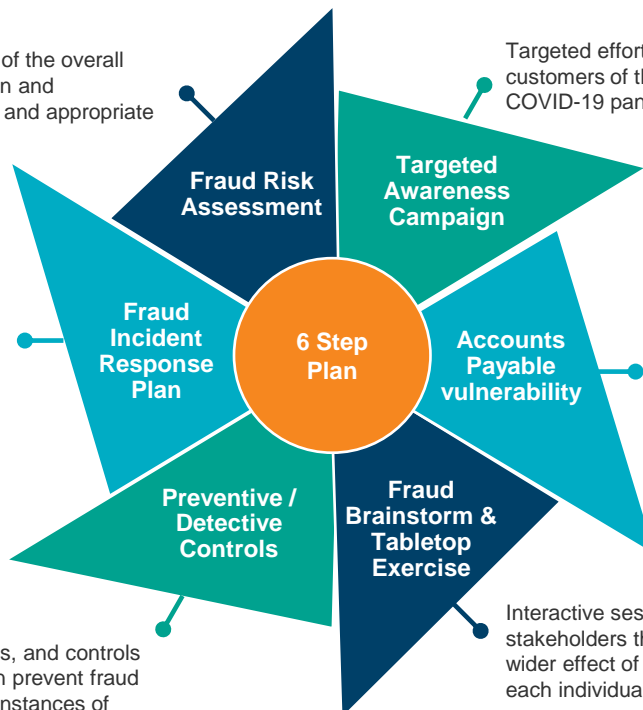 of the overall
n and
and appropriate
Targeted effort
customers of th
COVID-19 pan
Fraud Risk
Assessment
Targeted
Awareness
Campaign
Fraud
Incident
Response
Plan
6 Step
Plan
Accounts
Payable
vulnerability
Preventive /
Detective
Controls
Fraud
Brainstorm &
Tabletop
Exercise
s, and controls
n prevent fraud
nstances of
Interactive ses
stakeholders th
wider effect of
each individua